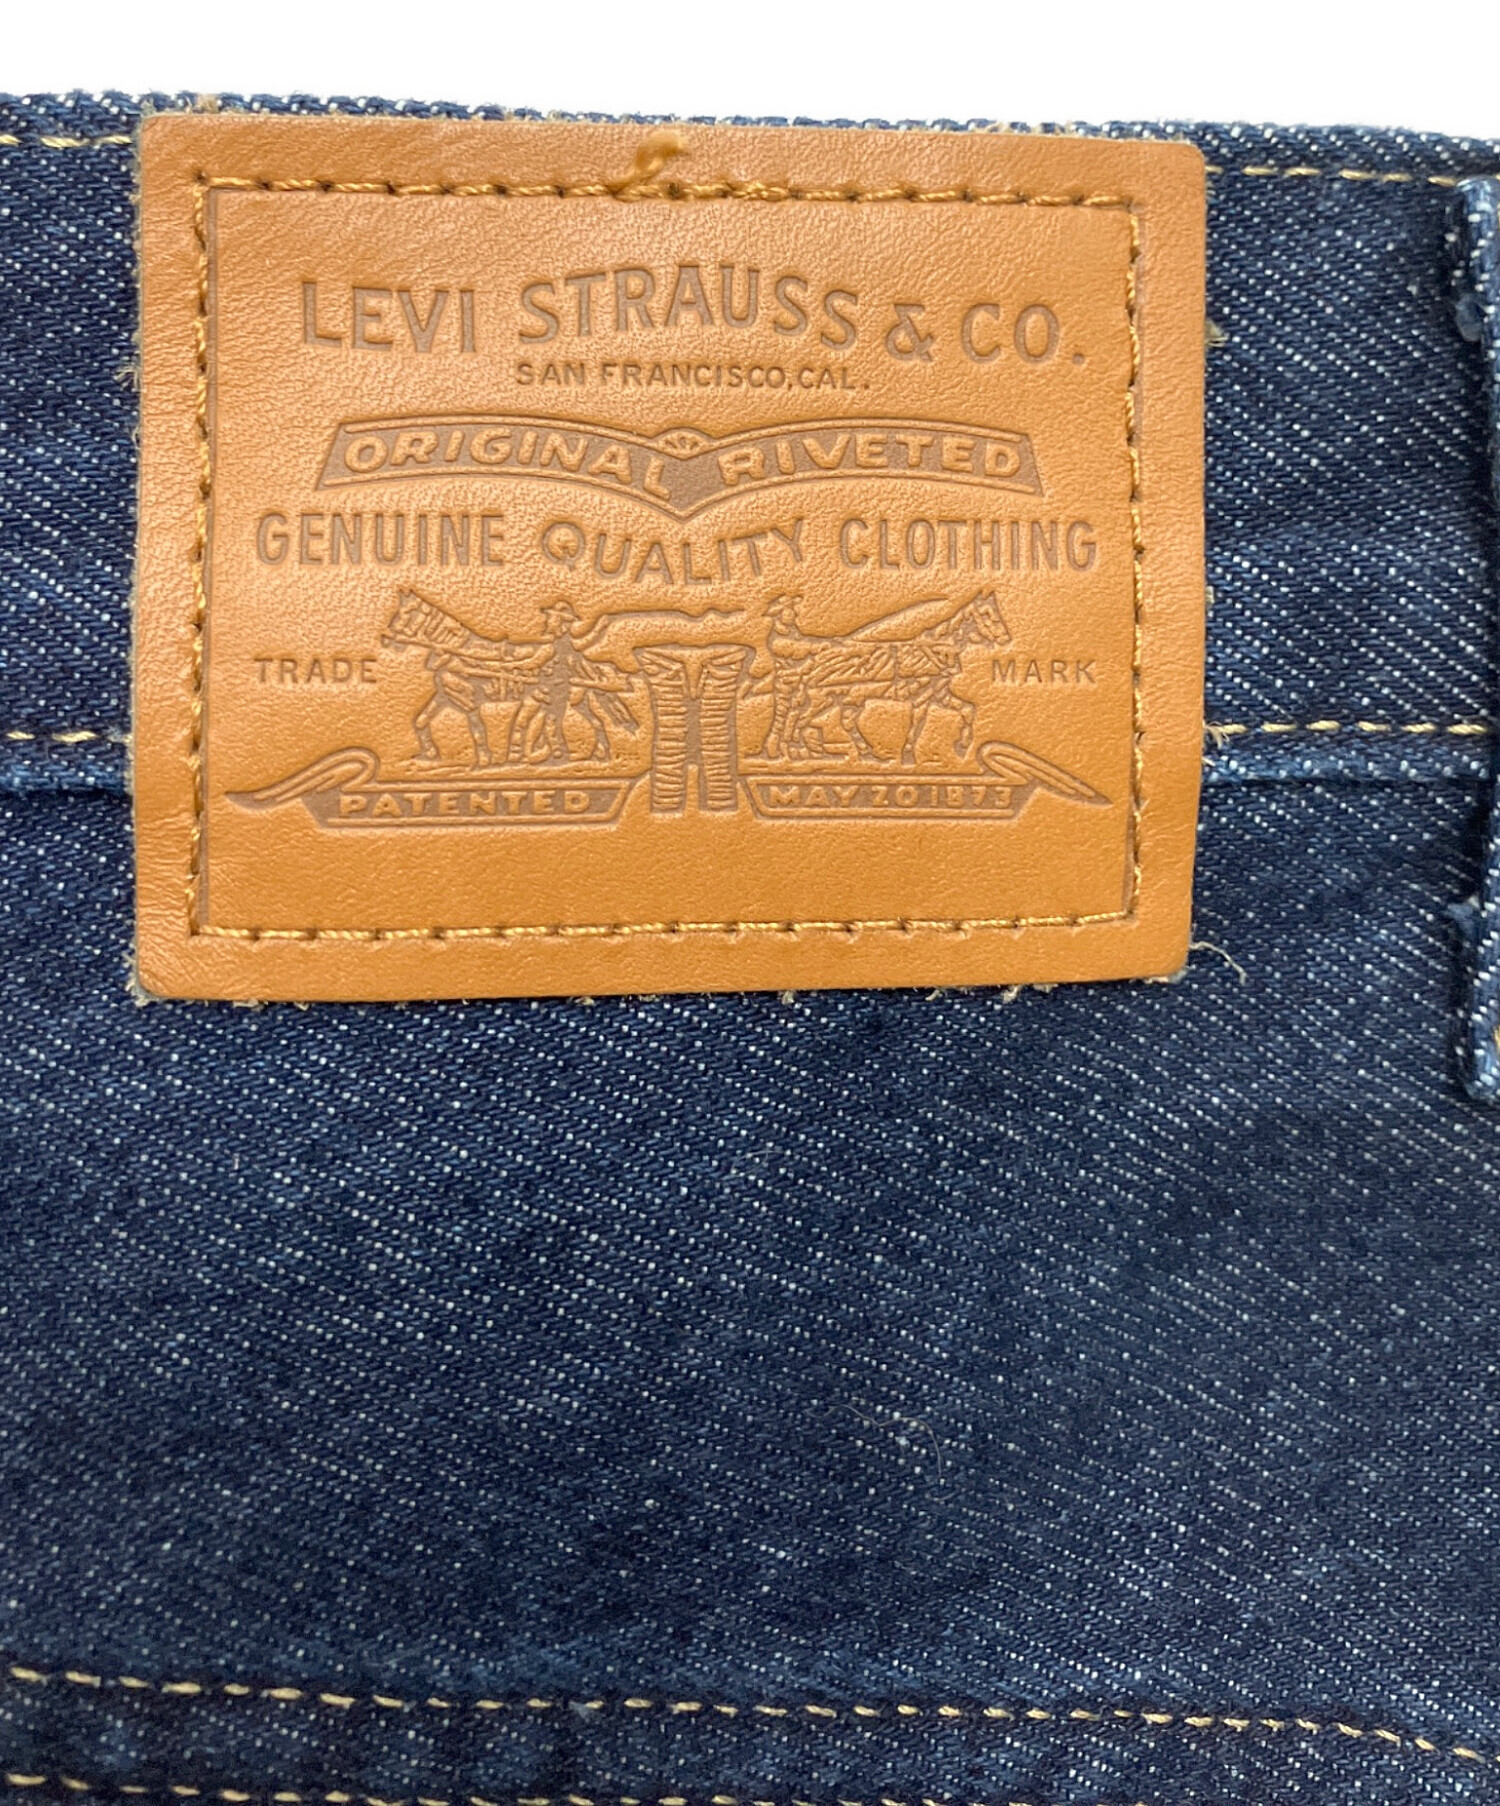 LEVI STRAUSS & CO.
SAN FRANCISCO, CAL.
ORIGINAL RIVETED
GENUINE QUALITY CLOTHING
TRADE MARK
PATENTED MAY 20 1873